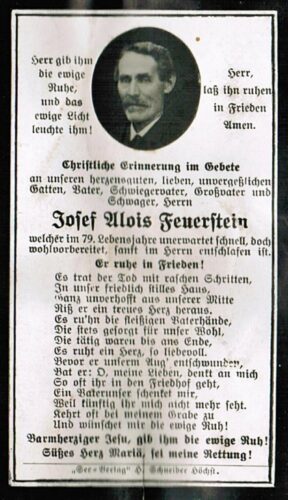 Herr gib ihm
die ewige
Ruhe,
und das
ewige Licht
leuchte ihm!
Herr,
laß ihn ruhen
in Frieden
Amen.
Christliche Erinnerung im Gebete
an unseren herzensguten, lieben, unvergeßlichen
Gatten, Vater, Schwiegervater, Großvater und
Schwager, Herrn
Josef Alois Feuerstein
welcher im 79. Lebensjahre unerwartet schnell, doch
wohlvorbereitet, sanft im Herrn entschlafen ist.
Er ruhe in Frieden!
Es trat der Tod mit raschen Schritten,
In unser friedlich stilles Haus.
Ganz unverhofft aus unserer Mitte
Riß er ein treues Herz heraus.
Es ru'hn die fleißigen Vaterhände,
Die stets gesorgt für unser Wohl,
Die tätig waren bis ans Ende,
Es ruht ein Herz, so liebevoll.
Bevor er unserm Aug' entschwunden,
Bat er: O, meine Lieben, denkt an mich
So oft ihr in den Friedhof geht,
Ein Vaterunser schenket mir,
Weil künftig ihr mich nicht mehr seht.
Kehrt oft bei meinem Grabe zu
Und wünschet mir die ew'ge Ruh!
Barmherziger Jesu, gib ihm die ewige Ruh!
Süßes Herz Mariä, sei meine Rettung!
"See-Verlag" H. Schneider Höchst.